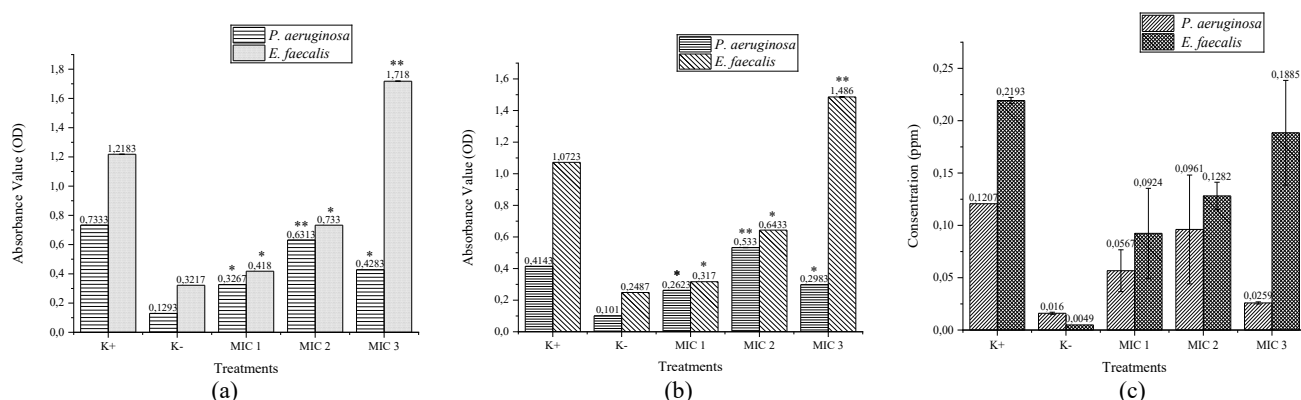 P. aeruginosa
E. faecalis
Absorbance Value (OD)
1,8
1,6
1,4
1,2
1,0
0,8
0,6
0,4
0,2
0,0
0,7333
1,2183
0,1293
0,3217
*
0,3267
*
0,418
**
0,6313
*
0,733
*
0,4283
**
1,718
K+
K-
MIC 1
MIC 2
MIC 3
Treatments
(a)
P. aeruginosa
E. faecalis
Absorbance Value (OD)
1,6
1,4
1,2
1,0
0,8
0,6
0,4
0,2
0,0
0,4143
1,0723
0,101
0,2487
*
0,2623
*
0,317
**
0,533
*
0,6433
*
0,2983
**
1,486
K+
K-
MIC 1
MIC 2
MIC 3
Treatments
(b)
P. aeruginosa
E. faecalis
Consentration (ppm)
0,25
0,20
0,15
0,10
0,05
0,00
0,1207
0,2193
0,016
0,0049
0,0567
0,0924
0,0961
0,1282
0,0259
0,1885
K+
K-
MIC 1
MIC 2
MIC 3
Treatments
(c)